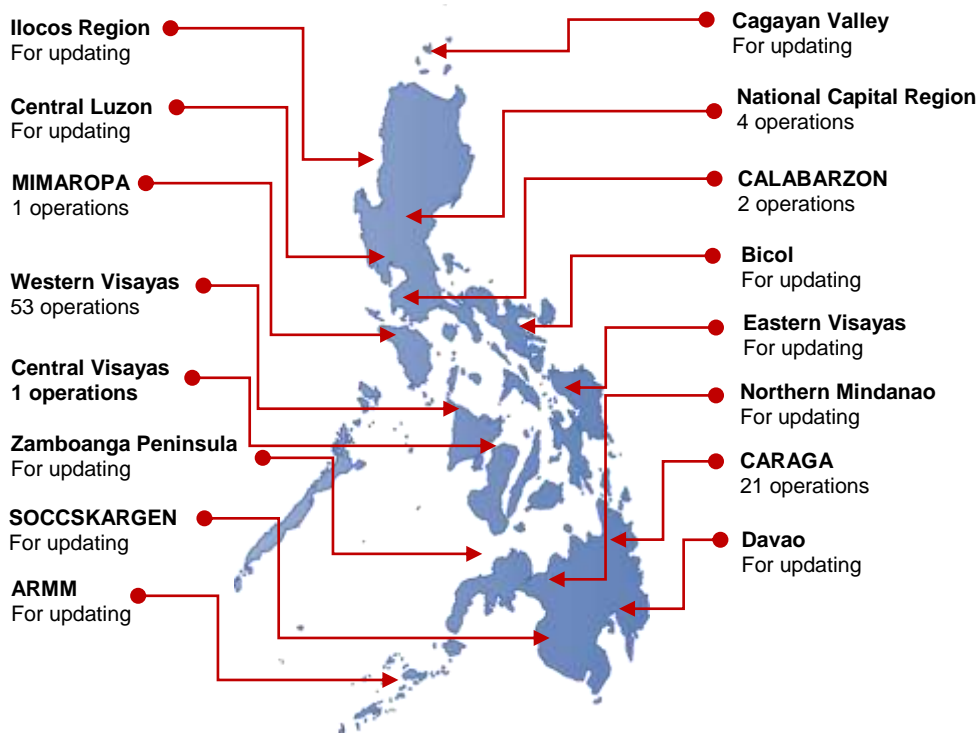 Ilocos Region
For updating
Central Luzon
For updating
MIMAROPA
1 operations
Western Visayas
53 operations
Central Visayas
1 operations
Zamboanga Peninsula
For updating
SOCCSKARGEN
For updating
ARMM
For updating
Cagayan Valley
For updating
National Capital Region
4 operations
CALABARZON
2 operations
Bicol
For updating
Eastern Visayas
For updating
Northern Mindanao
For updating
CARAGA
21 operations
Davao
For updating